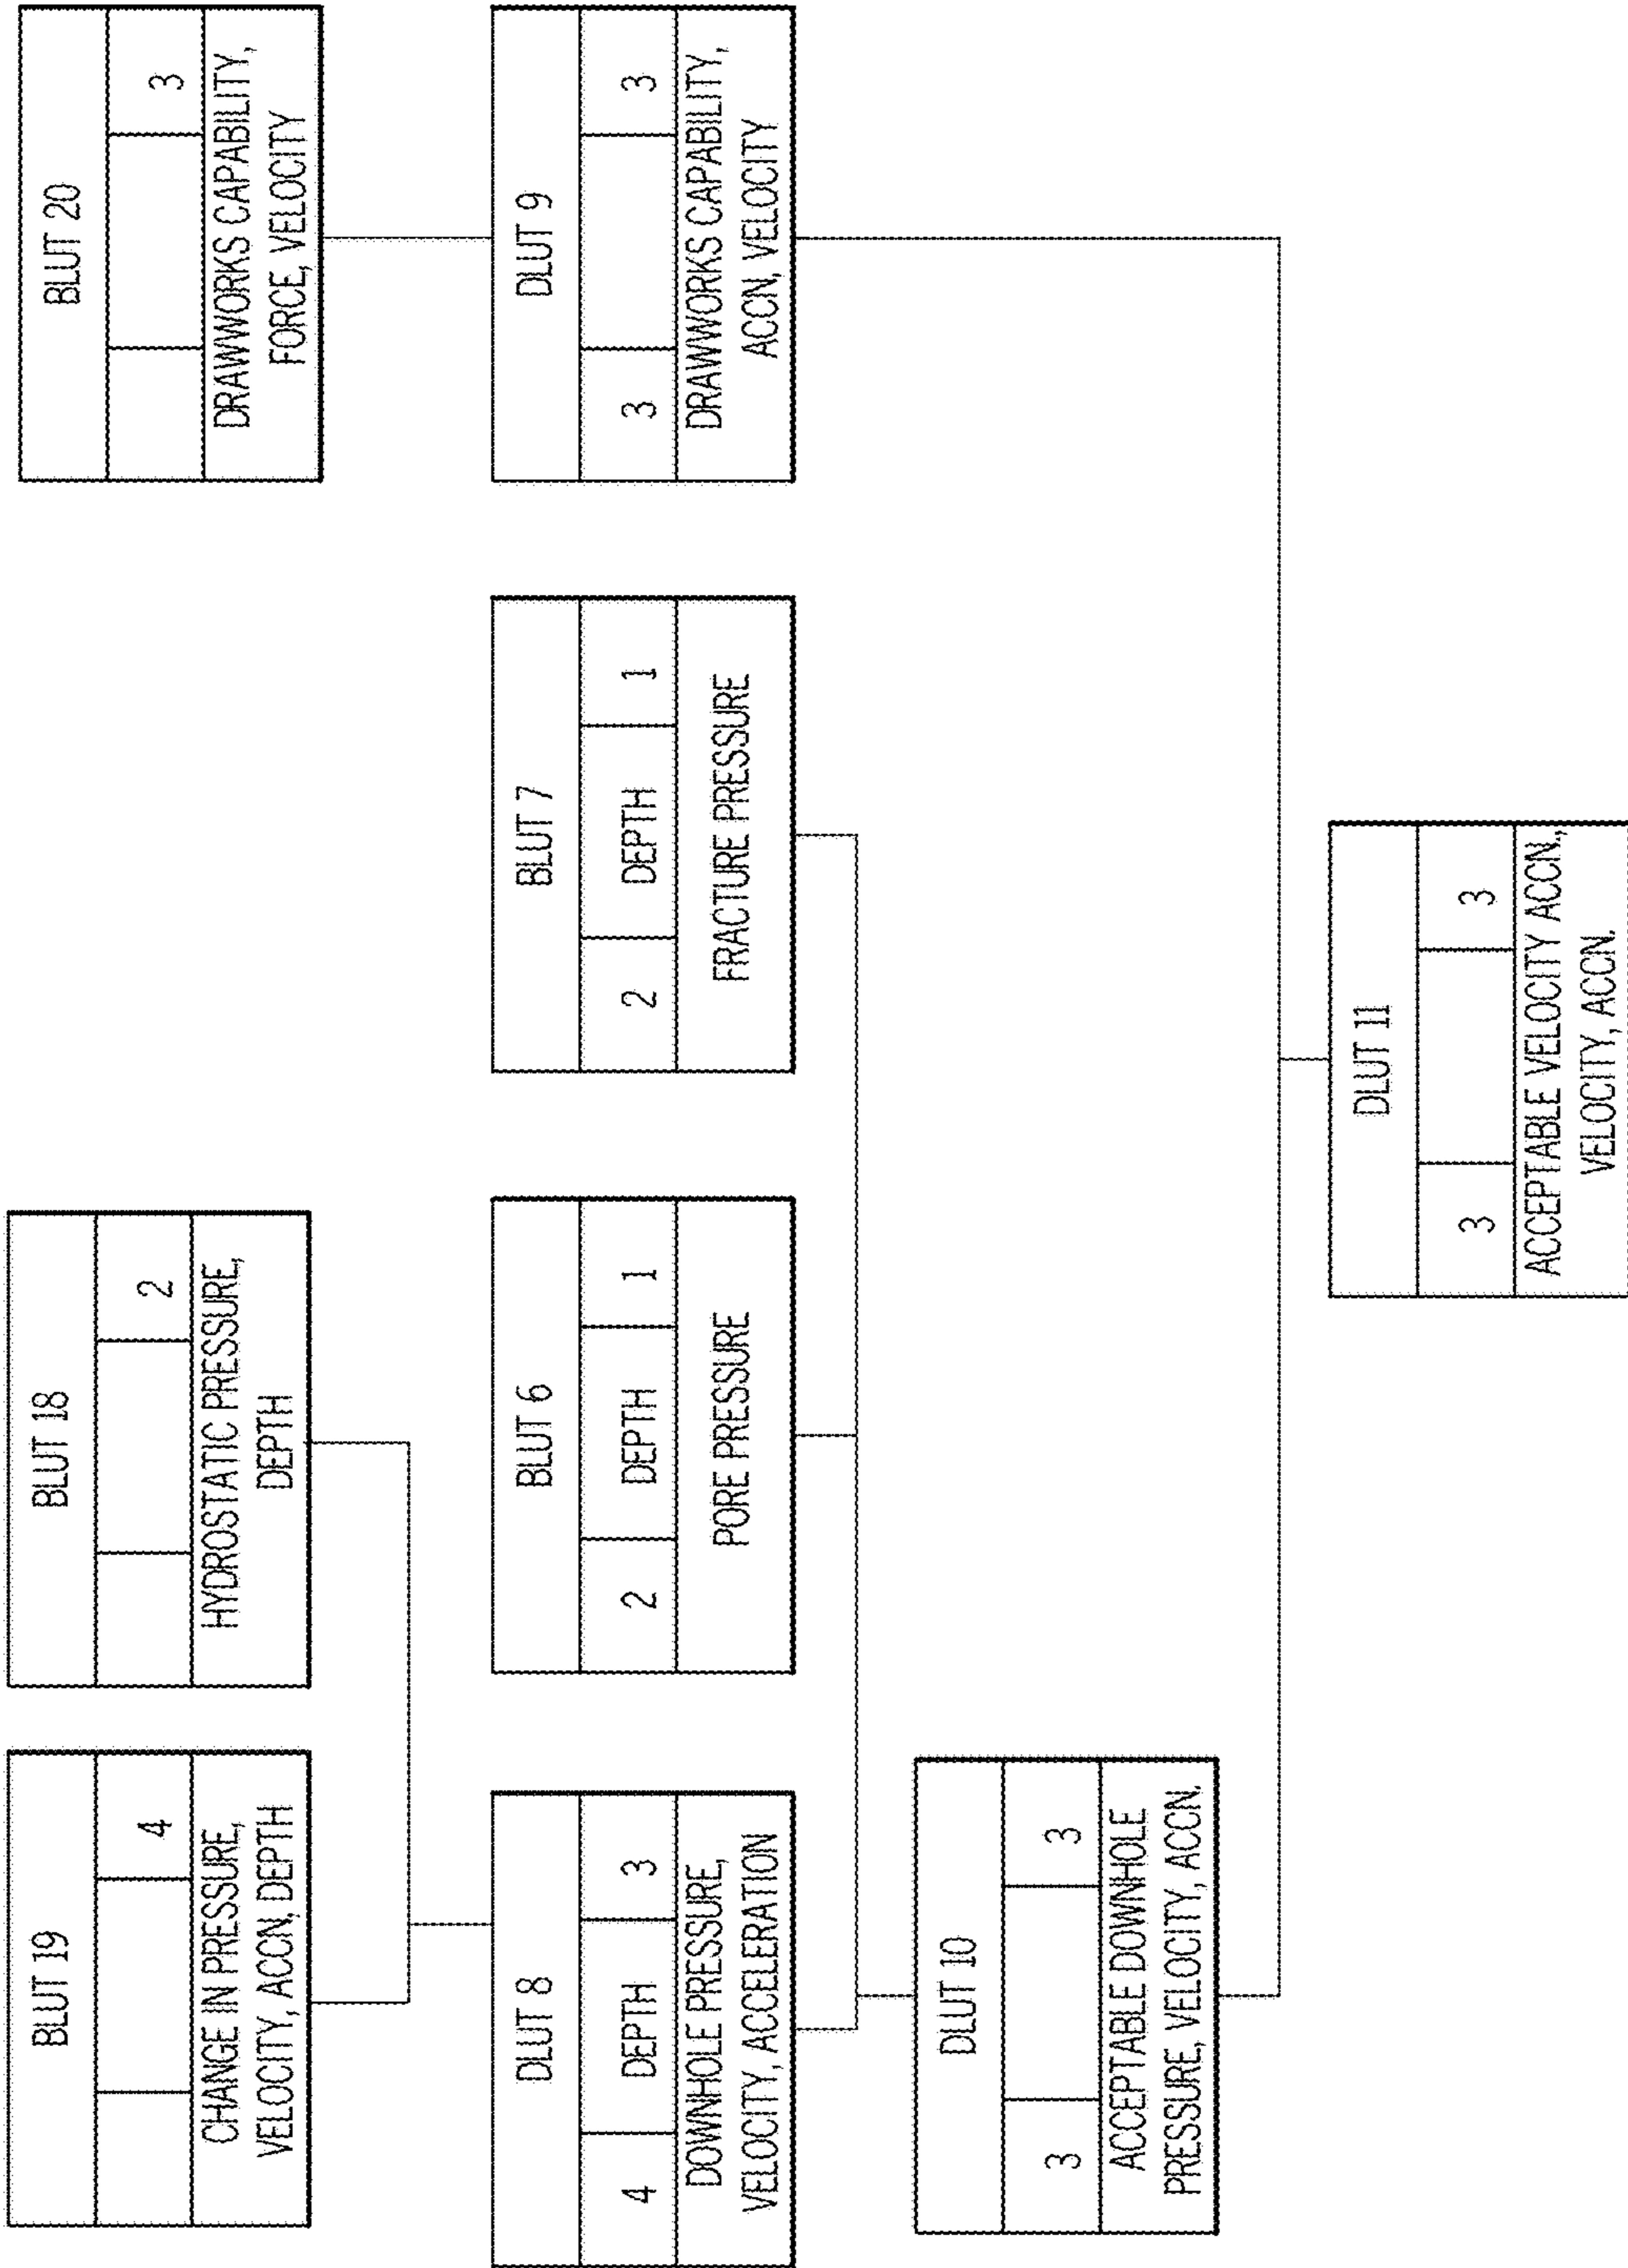 BLUT 19
4
CHANGE IN PRESSURE,
VELOCITY, ACCN, DEPTH
BLUT 18
2
HYDROSTATIC PRESSURE,
DEPTH
BLUT 20
3
DRAWWORKS CAPABILITY,
FORCE, VELOCITY
DLUT 8
4 DEPTH 3
DOWNHOLE PRESSURE,
VELOCITY, ACCELERATION
BLUT 6
2 DEPTH 1
PORE PRESSURE
BLUT 7
2 DEPTH 1
FRACTURE PRESSURE
DLUT 9
3 3
DRAWWORKS CAPABILITY,
ACCN, VELOCITY
DLUT 10
3 3
ACCEPTABLE DOWNHOLE
PRESSURE, VELOCITY, ACCN.
DLUT 11
3 3
ACCEPTABLE VELOCITY ACCN.,
VELOCITY, ACCN.